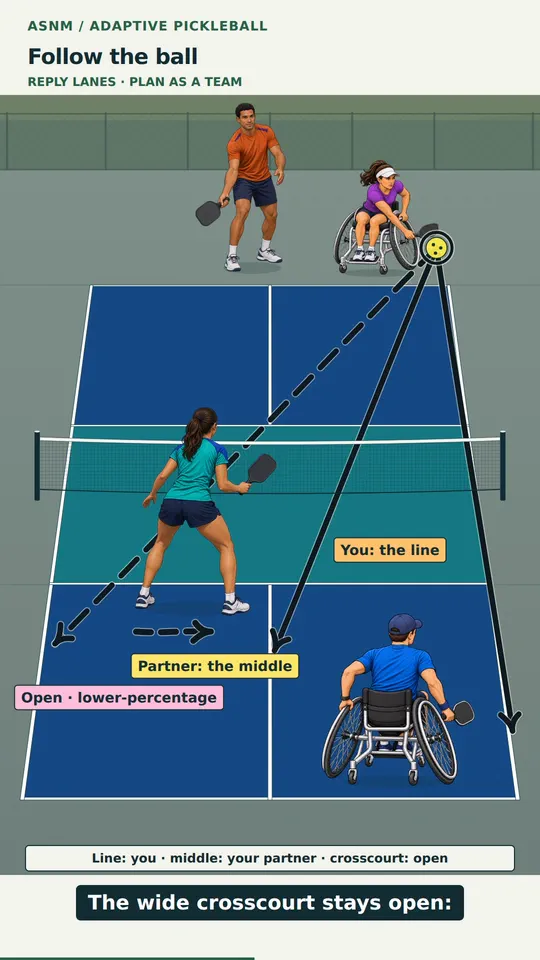 ASNM / ADAPTIVE PICKLEBALL
Follow the ball
REPLY LANES · PLAN AS A TEAM
You: the line
Partner: the middle
Open · lower-percentage
Line: you · middle: your partner · crosscourt: open
The wide crosscourt stays open: